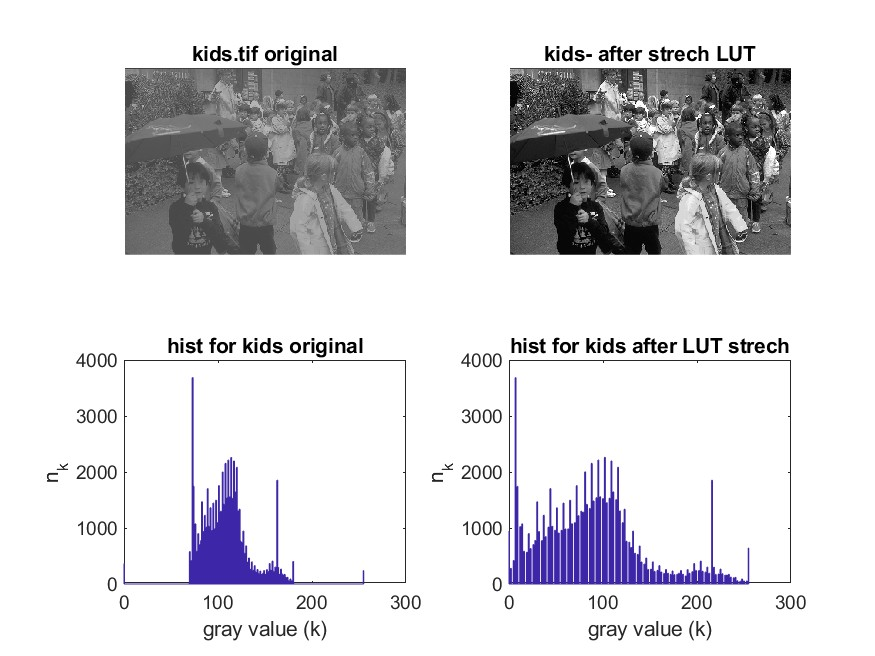 kids.tif original
kids- after strech LUT
hist for kids original
4000
3000
2000
1000
0
n_k
0 100 200 300
gray value (k)
hist for kids after LUT strech
4000
3000
2000
1000
0
n_k
0 100 200 300
gray value (k)